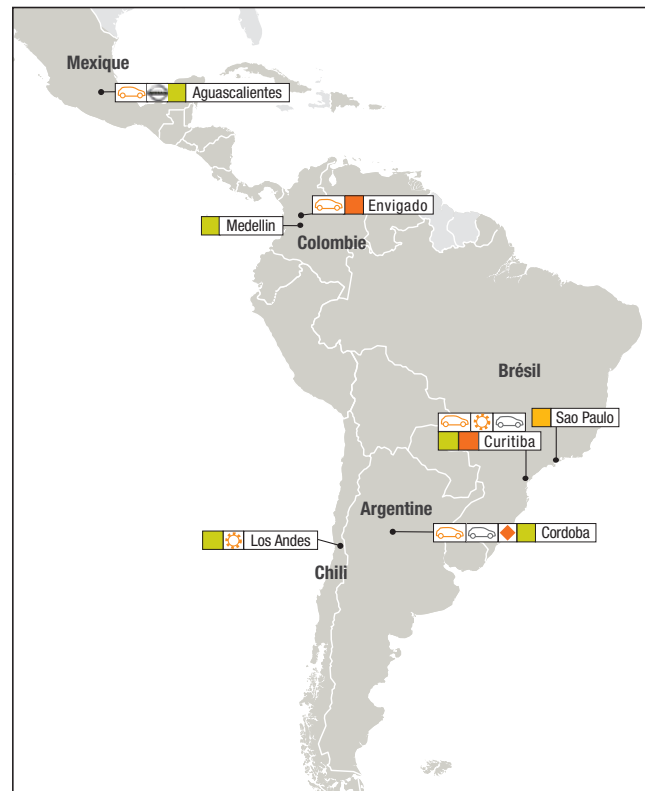 Mexique
Aguascalientes
Envigado
Medellin
Colombie
Brésil
Sao Paulo
Curitiba
Argentine
Cordoba
Los Andes
Chili